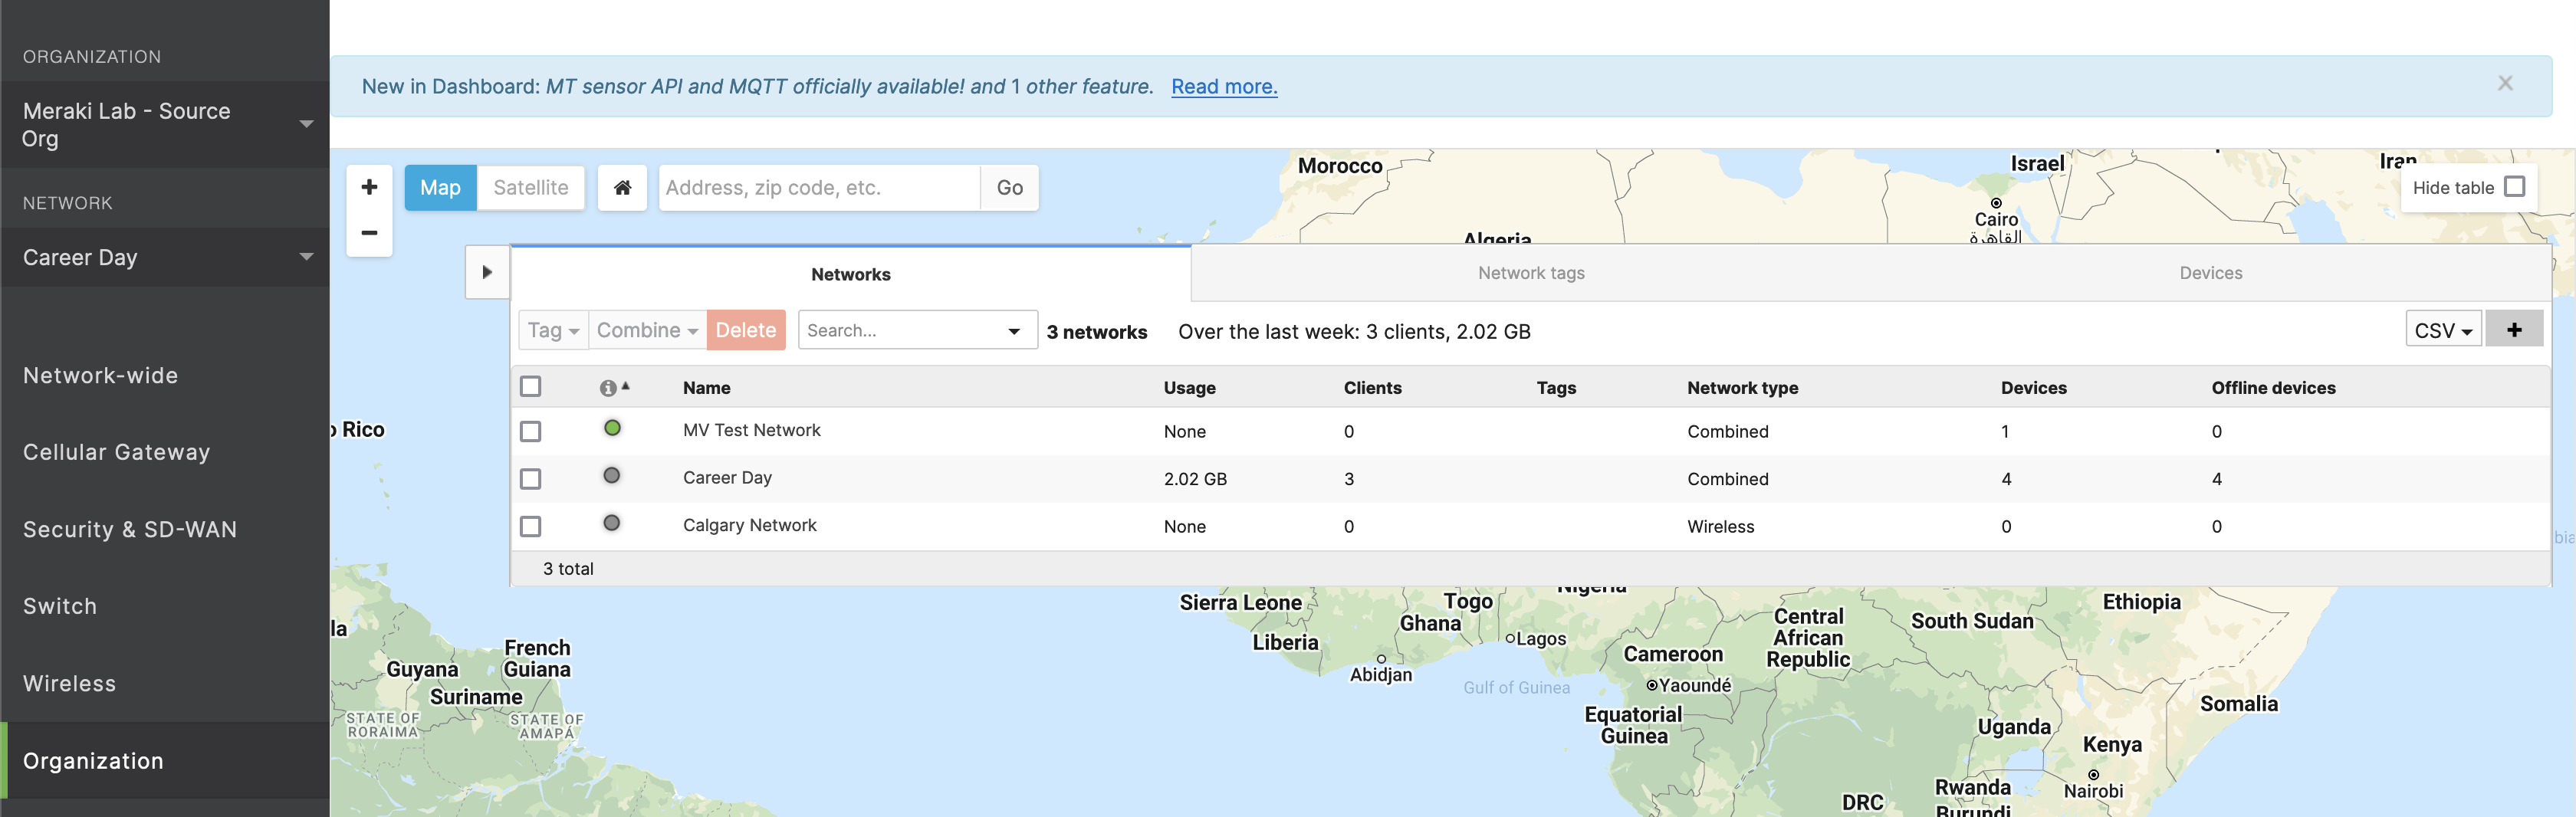 ORGANIZATION
Meraki Lab - Source
Org
NETWORK
Career Day
Network-wide
Cellular Gateway
Security & SD-WAN
Switch
Wireless
Organization
New in Dashboard: MT sensor API and MQTT officially available! and 1 other feature. Read more.
Map Satellite Address, zip code, etc. Go
Hide table
Morocco
Israel
Iran
Cairo
القاهرة
Algeria
Networks Network tags Devices
Tag Combine Delete Search... 3 networks Over the last week: 3 clients, 2.02 GB CSV
Name Usage Clients Tags Network type Devices Offline devices
MV Test Network None 0 Combined 1 0
Career Day 2.02 GB 3 Combined 4 4
Calgary Network None 0 Wireless 0 0
3 total
Rico
Nigeria
Sierra Leone
Togo
Ghana
Liberia
Lagos
Abidjan
Gulf of Guinea
Cameroon
Yaoundé
Central
African
Republic
South Sudan
Ethiopia
Equatorial
Guinea
Uganda
Kenya
Somalia
Nairobi
Rwanda
Burundi
DRC
French
Guiana
Guyana
Suriname
STATE OF
RORAIMA
STATE OF
AMAPÁ